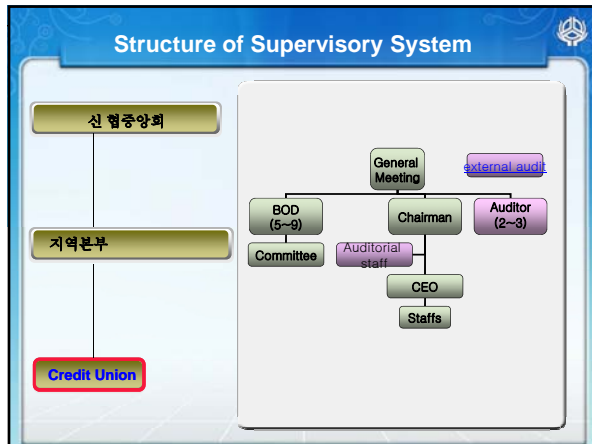 Structure of Supervisory System
신 협중앙회
지역본부
Credit Union
General
Meeting
external audit
BOD
(5~9)
Chairman
Auditor
(2~3)
Committee
Auditorial
staff
CEO
Staffs